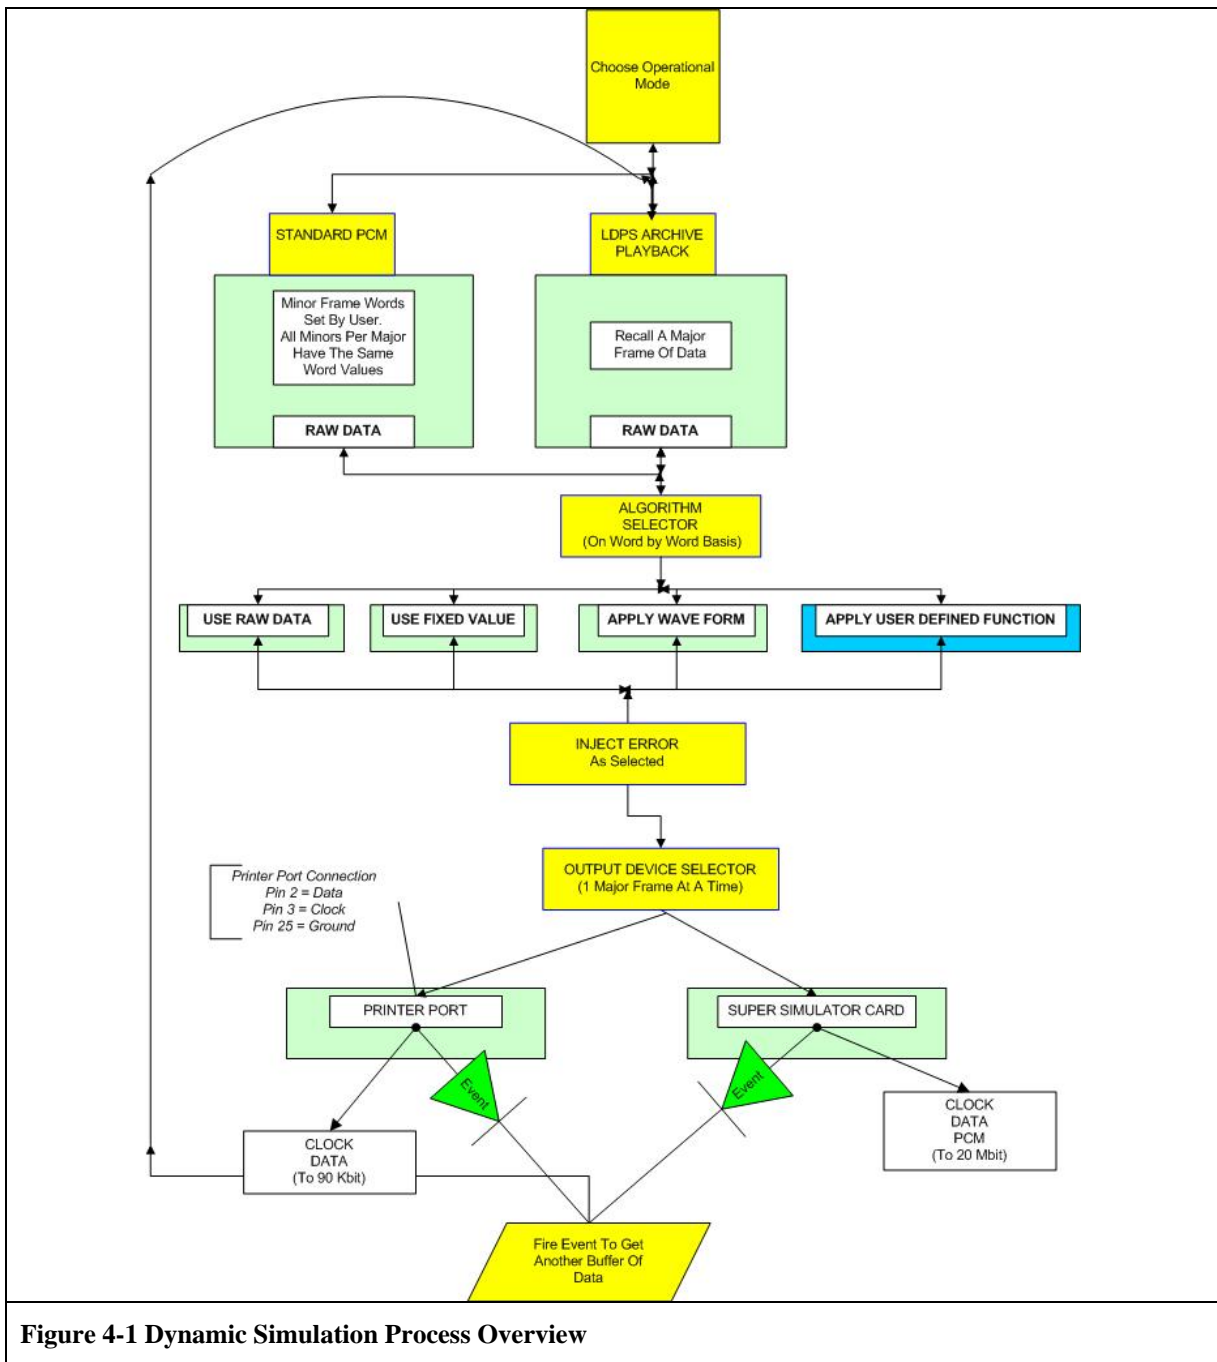 Choose Operational
Mode
STANDARD PCM
LDPS ARCHIVE
PLAYBACK
Minor Frame Words
Set By User.
All Minors Per Major
Have The Same
Word Values
Recall A Major
Frame Of Data
RAW DATA
RAW DATA
ALGORITHM
SELECTOR
(On Word by Word Basis)
USE RAW DATA
USE FIXED VALUE
APPLY WAVE FORM
APPLY USER DEFINED FUNCTION
INJECT ERROR
As Selected
OUTPUT DEVICE SELECTOR
(1 Major Frame At A Time)
Printer Port Connection
Pin 2 = Data
Pin 3 = Clock
Pin 25 = Ground
PRINTER PORT
SUPER SIMULATOR CARD
Event
Event
CLOCK
DATA
PCM
(To 20 Mbit)
CLOCK
DATA
(To 90 Kbit)
Fire Event To Get
Another Buffer Of
Data
Figure 4-1 Dynamic Simulation Process Overview